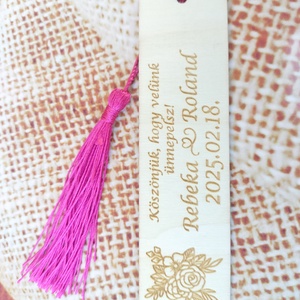 Köszönjük, hogy velünk
ünnepelsz!
Rebeka Roland
2025.02.18.